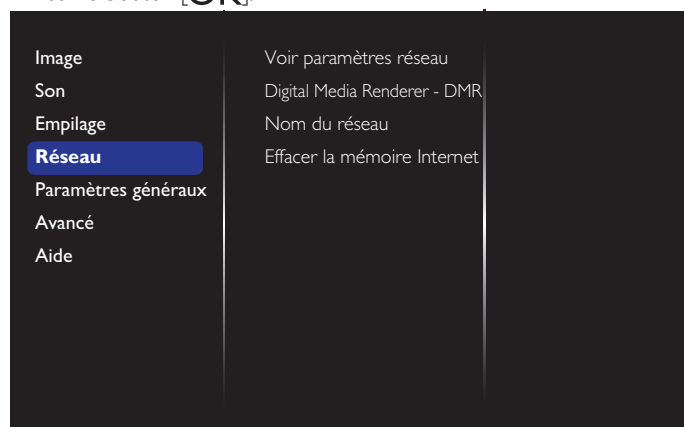 [OK].
Image
Son
Empilage
Réseau
Paramètres généraux
Avancé
Aide
Voir paramètres réseau
Digital Media Renderer - DMR
Nom du réseau
Effacer la mémoire Internet